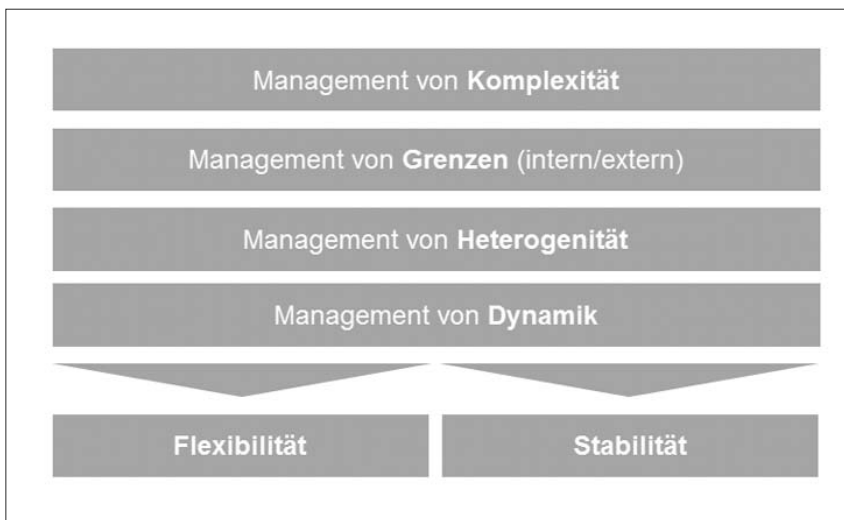 Management von Komplexität
Management von Grenzen (intern/extern)
Management von Heterogenität
Management von Dynamik
Flexibilität
Stabilität